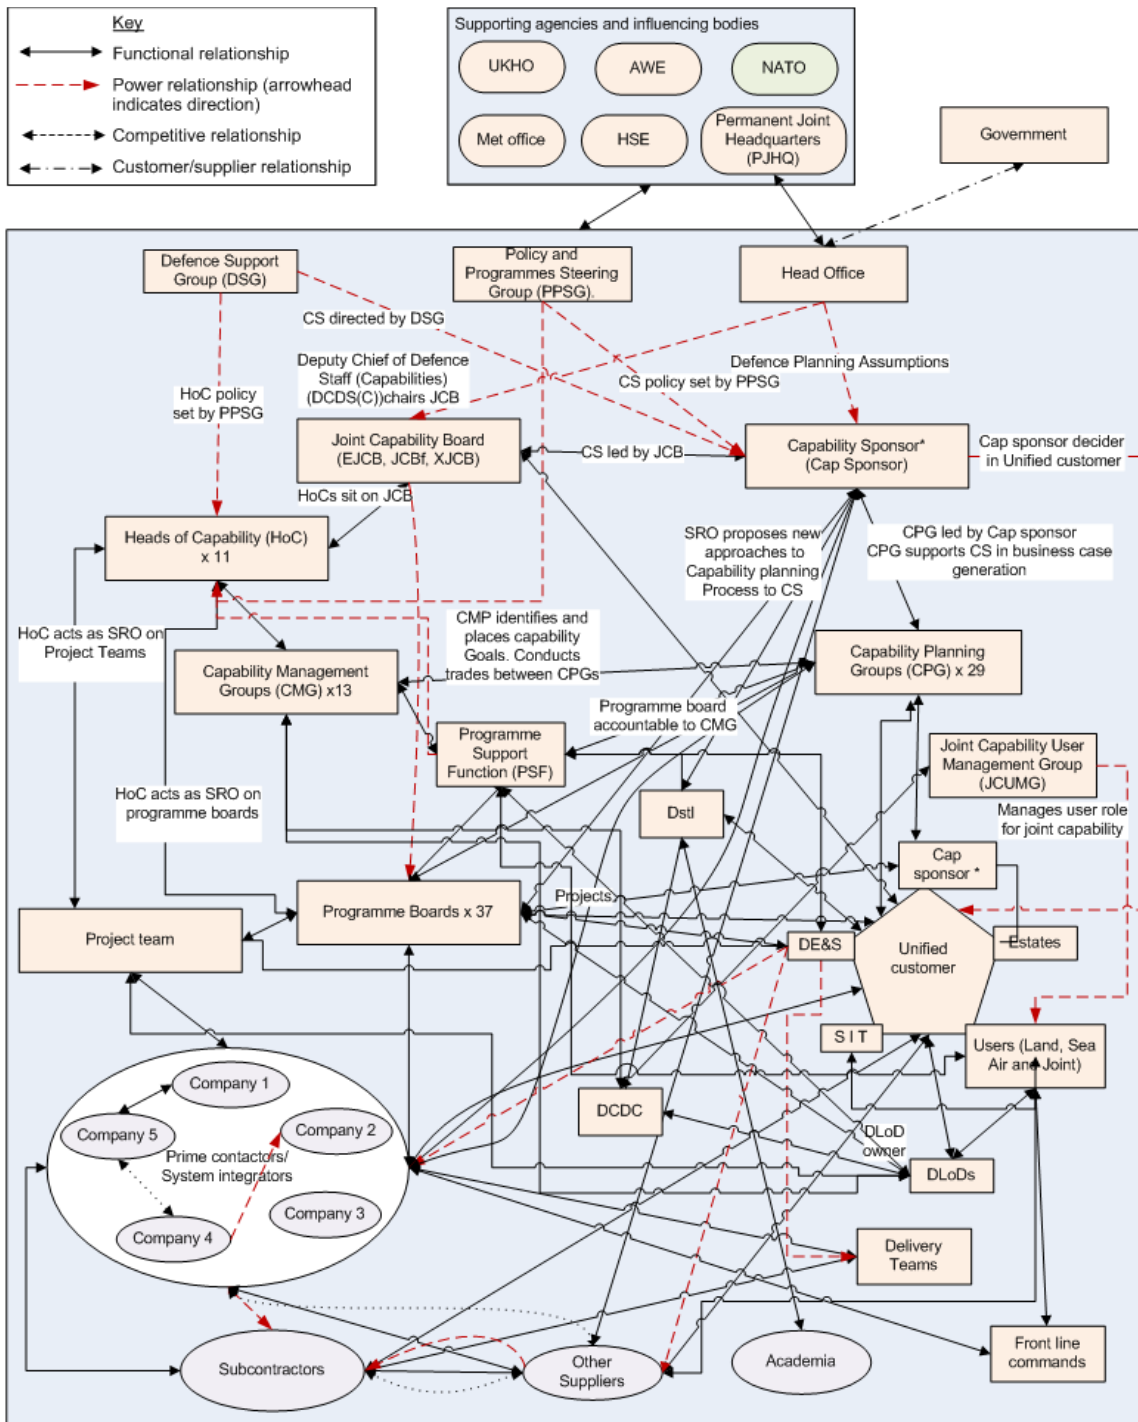 Key
Functional relationship
Power relationship (arrowhead
indicates direction)
Competitive relationship
Customer/supplier relationship
Supporting agencies and influencing bodies
UKHO
AWE
NATO
Met office
HSE
Permanent Joint
Headquarters
(PJHQ)
Government
Defence Support
Group (DSG)
Policy and
Programmes Steering
Group (PPSG).
Head Office
CS directed by DSG
Deputy Chief of Defence
Staff (Capabilities)
(DCDS(C))chairs JCB
Defence Planning Assumptions
CS policy set by PPSG
HoC policy
set by PPSG
Joint Capability Board
(EJCB, JCBf, XJCB)
CS led by JCB
Capability Sponsor*
(Cap Sponsor)
Cap sponsor decider
in Unified customer
HoCs sit on JCB
Heads of Capability (HoC)
x 11
SRO proposes new
approaches to
Capability planning
Process to CS
CPG led by Cap sponsor
CPG supports CS in business case
generation
HoC acts as SRO on
Project Teams
CMP identifies and
places capability
Goals. Conducts
trades between CPGs
Capability Management
Groups (CMG) x13
Capability Planning
Groups (CPG) x 29
Programme board
accountable to CMG
Programme
Support
Function (PSF)
Joint Capability User
Management Group
(JCUMG)
HoC acts as SRO on
programme boards
Dstl
Manages user role
for joint capability
Cap
sponsor *
Projects
Programme Boards x 37
Project team
DE&S
Unified
customer
Estates
S I T
Users (Land, Sea
Air and Joint)
Company 1
Company 5
Company 2
Prime contactors/
System integrators
Company 3
Company 4
DCDC
DLoD
owner
DLoDs
Delivery
Teams
Subcontractors
Other
Suppliers
Academia
Front line
commands